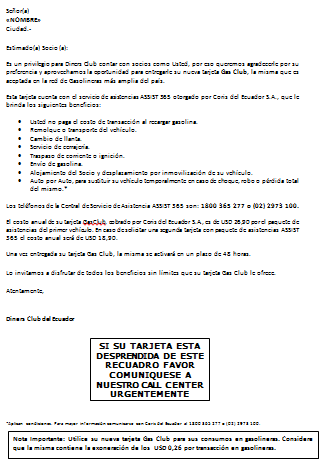 Señor(a)
«NOMBRE»
Ciudad.-
Estimado(a) Socio (a):
Es un privilegio para Diners Club contar con socios como Usted, por eso queremos agradecerle por su
preferencia y aprovechamos la oportunidad para entregarle su nueva tarjeta Gas Club, la misma que es
aceptada en la red de Gasolineras más amplia del país.
Esta tarjeta cuenta con el servicio de asistencias ASSIST 365 otorgado por Coris del Ecuador S.A., que le
brinda los siguientes beneficios:
• Usted no paga el costo de transacción al recargar gasolina.
• Remolque o transporte del vehículo.
• Cambio de llanta.
• Servicio de cerrajería.
• Traspaso de corriente o ignición.
• Envío de gasolina.
• Alojamiento del Socio y desplazamiento por inmovilización de su vehículo.
• Auto por Auto, para sustituir su vehículo temporalmente en caso de choque, robo o pérdida total
del mismo.*
Los teléfonos de la Central de Servicio de Asistencia ASSIST 365 son: 1800 365 277 o (02) 2973 100.
El costo anual de su tarjeta GasClub, cobrado por Coris del Ecuador S.A., es de USD 26,90 por el paquete de
asistencias del primer vehículo. En caso de solicitar una segunda tarjeta con paquete de asistencias ASSIST
365 el costo anual será de USD 18,90.
Una vez entregada su tarjeta Gas Club, la misma se activará en un plazo de 48 horas.
Lo invitamos a disfrutar de todos los beneficios sin límites que su tarjeta Gas Club le ofrece.
Atentamente,
Diners Club del Ecuador
SI SU TARJETA ESTA
DESPRENDIDA DE ESTE
RECUADRO FAVOR
COMUNIQUESE A
NUESTRO CALL CENTER
URGENTEMENTE
*Aplican condiciones. Para mayor información comunicarse con Coris del Ecuador al 1800 365 277 o (02) 2973 100.
Nota Importante: Utilice su nueva tarjeta Gas Club para sus consumos en gasolineras. Considere
que la misma contiene la exoneración de los USD 0,26 por transacción en gasolineras.